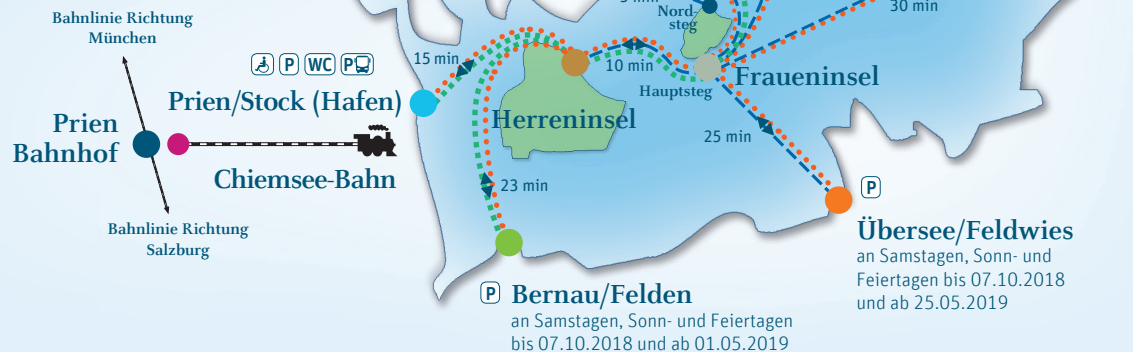 Bahnlinie Richtung
München
P WC P
15 min
Prien/Stock (Hafen)
Prien
Bahnhof
Chiemsee-Bahn
Bahnlinie Richtung
Salzburg
Nord-
steg
30 min
10 min
Hauptsteg
Fraueninsel
Herreninsel
25 min
23 min
P
Übersee/Feldwies
an Samstagen, Sonn- und
Feiertagen bis 07.10.2018
und ab 25.05.2019
P
Bernau/Felden
an Samstagen, Sonn- und Feiertagen
bis 07.10.2018 und ab 01.05.2019